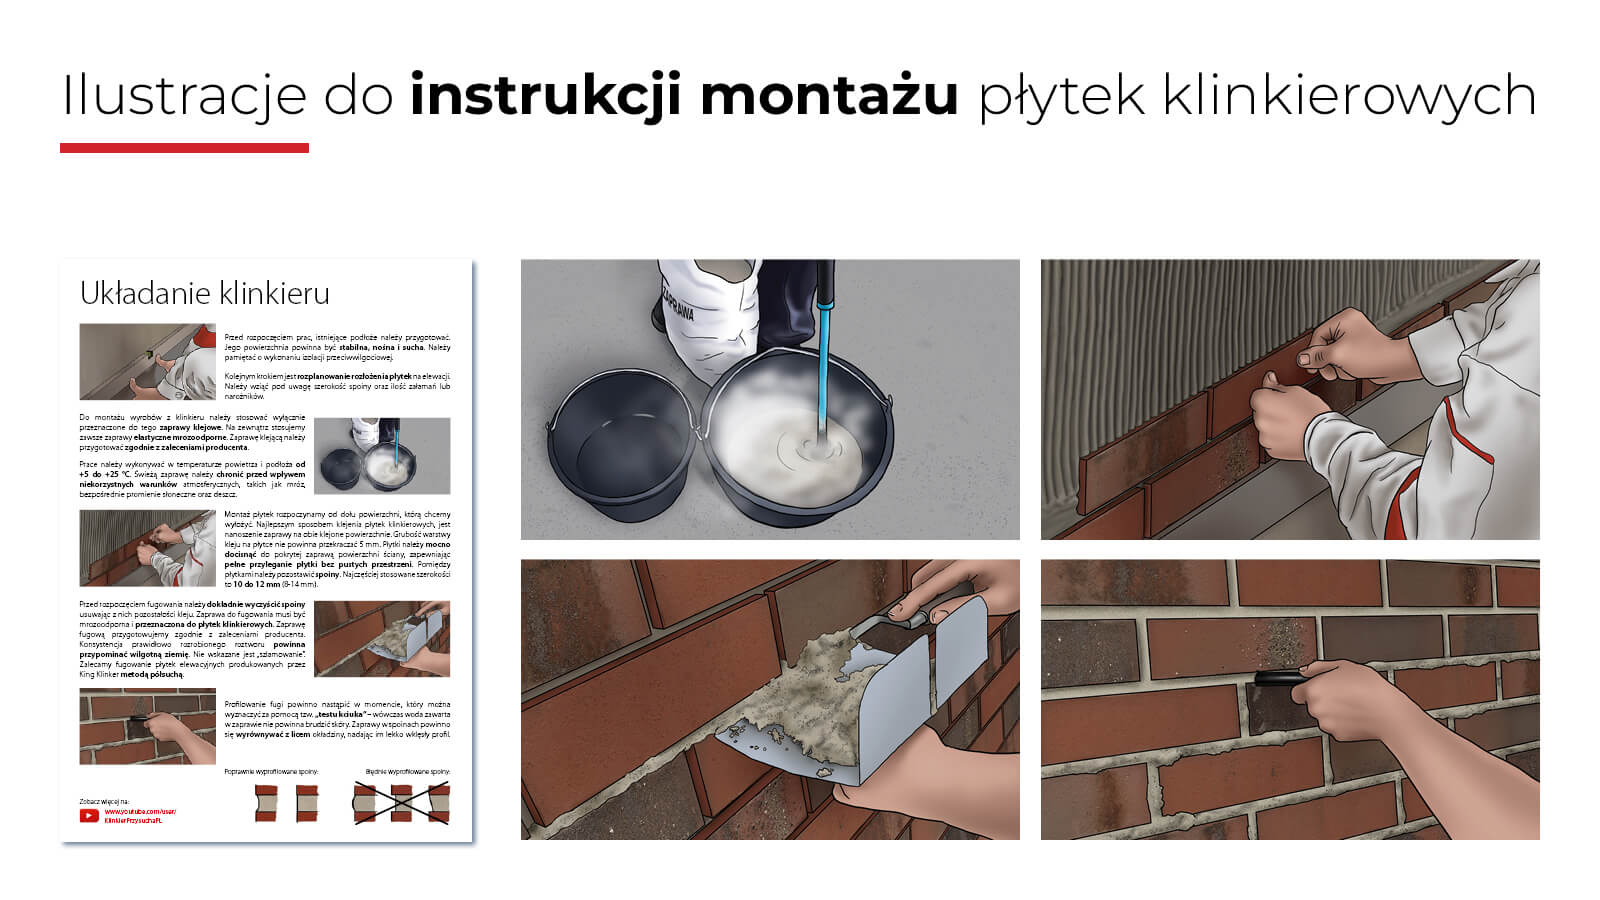 Ilustracje do instrukcji montażu płytek klinkierowych
Układanie klinkieru
Przed rozpoczęciem prac, istniejące podłoże należy przygotować.
Jego powierzchnia powinna być stabilna, nośna i sucha. Należy
pamiętać o wykonaniu izolacji przeciwwilgociowej.
Kolejnym krokiem jest rozplanowanie rozłożenia płytek na elewacji.
Należy wziąć pod uwagę szerokość spoiny oraz ilość załamań lub
narożników.
Do montażu wyrobów z klinkieru należy stosować wyłącznie
przeznaczone do tego zaprawy klejowe. Na zewnątrz stosujemy
zawsze zaprawy elastyczne mrozoodporne. Zaprawę klejącą należy
przygotować zgodnie z zaleceniami producenta.
Prace należy wykonywać w temperaturze powietrza i podłoża od
+5 do +25 °C. Świeżą zaprawę należy chronić przed wpływem
niekorzystnych warunków atmosferycznych, takich jak mróz,
bezpośrednie promienie słoneczne oraz deszcz.
Montaż płytek rozpoczynamy od dołu powierzchni, którą chcemy
wyłożyć. Najlepszym sposobem klejenia płytek klinkierowych, jest
nanoszenie zaprawy na obie klejone powierzchnie. Grubość warstwy
kleju na płytce nie powinna przekraczać 5 mm. Płytki należy mocno
docisnąć do pokrytej zaprawą powierzchni ściany, zapewniając
pełne przyleganie płytki bez pustych przestrzeni. Pomiędzy
płytkami należy pozostawić spoiny. Najczęściej stosowane szerokości
to 10 do 12 mm (8-14 mm).
Przed rozpoczęciem fugowania należy dokładnie wyczyścić spoiny
usuwając z nich pozostałości kleju. Zaprawa do fugowania musi być
mrozoodporna i przeznaczona do płytek klinkierowych. Zaprawę
fugową przygotowujemy zgodnie z zaleceniami producenta.
Konsystencja prawidłowo rozrobionego roztworu powinna
przypominać wilgotną ziemię. Nie wskazane jest „szlamowanie”.
Zalecamy fugowanie płytek elewacyjnych produkowanych przez
King Klinker metodą półsuchą.
Profilowanie fugi powinno nastąpić w momencie, który można
wyznaczyć za pomocą tzw. „testu kciuka” – wówczas woda zawarta
w zaprawie nie powinna brudzić skóry. Zaprawy w spoinach powinno
się wyrównywać z licem okładziny, nadając im lekko wklęsły profil.
Poprawnie wyprofilowane spoiny:
Błędnie wyprofilowane spoiny:
Zobacz więcej na:
www.youtube.com/user/
KlinkierPrzysuchaPL
ZAPRAWA